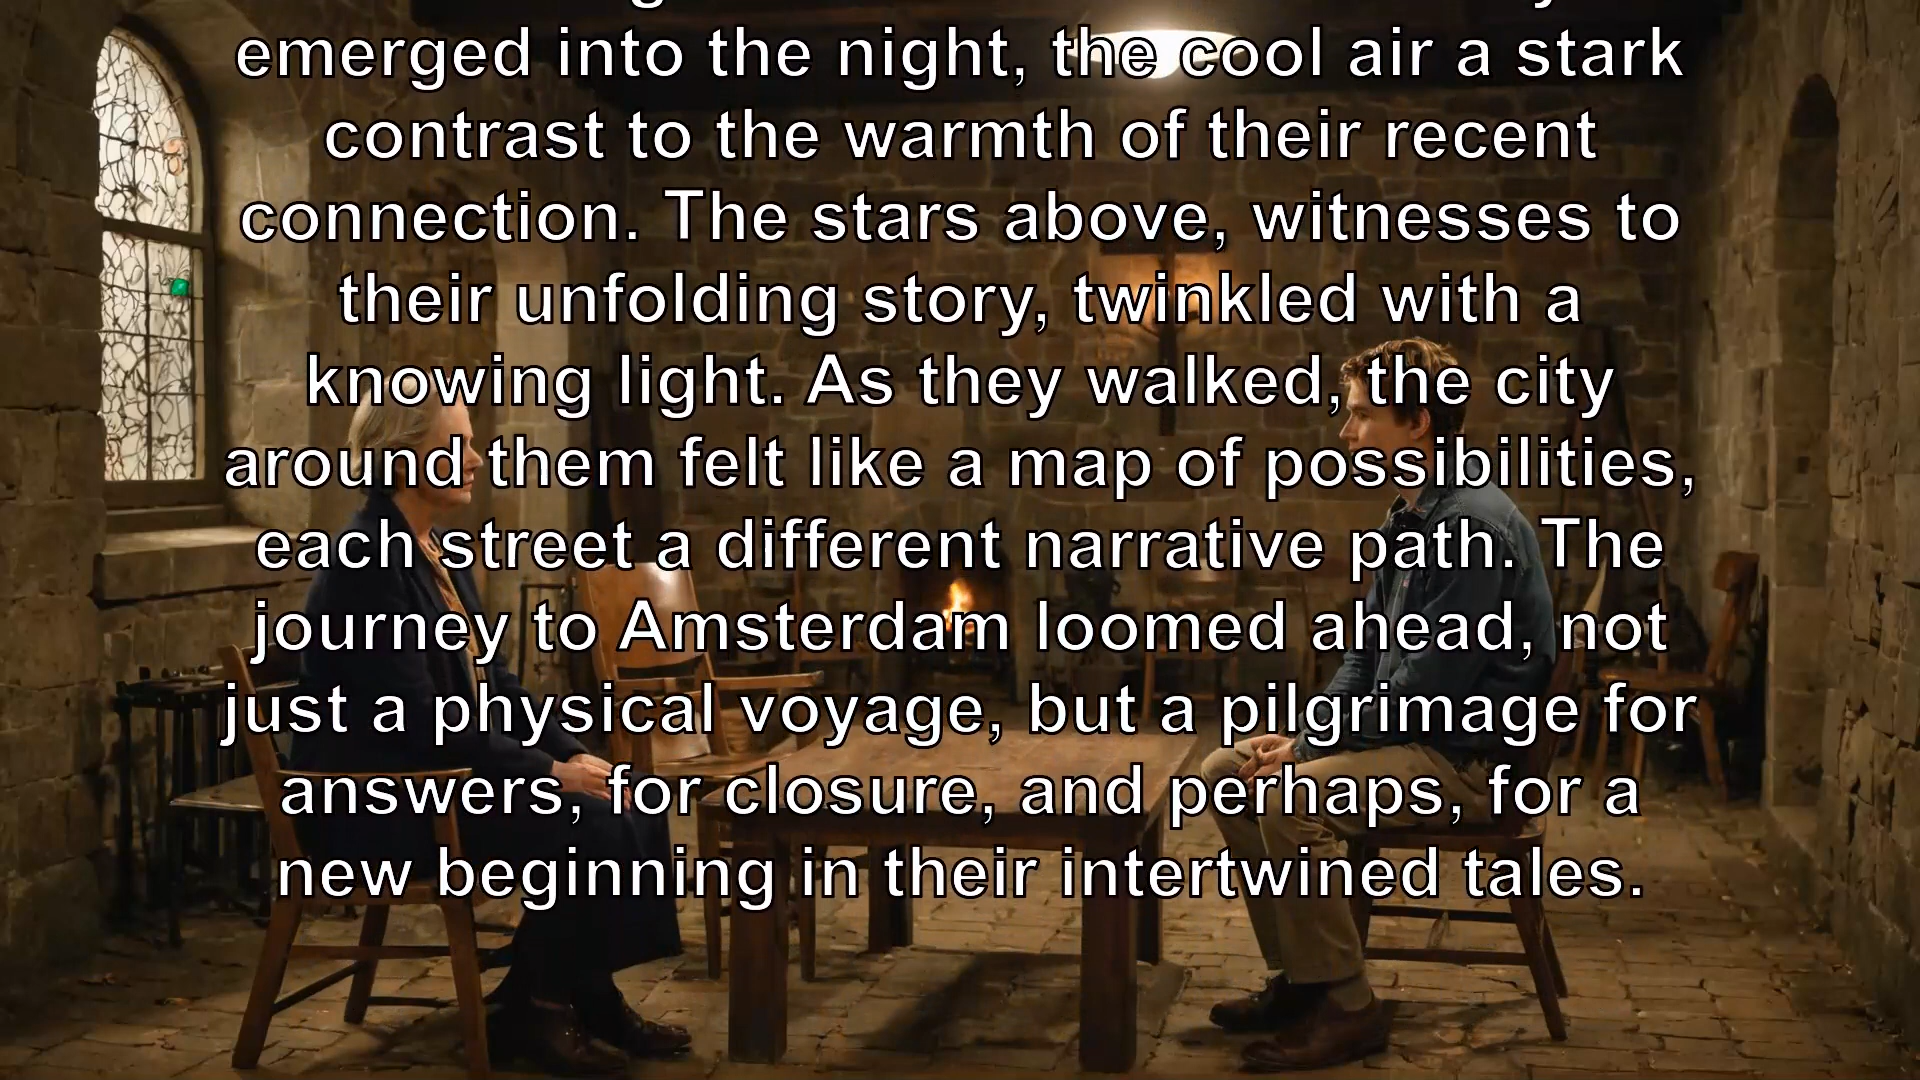 emerged into the night, the cool air a stark
contrast to the warmth of their recent
connection. The stars above, witnesses to
their unfolding story, twinkled with a
knowing light. As they walked, the city
around them felt like a map of possibilities,
each street a different narrative path. The
journey to Amsterdam loomed ahead, not
just a physical voyage, but a pilgrimage for
answers, for closure, and perhaps, for a
new beginning in their intertwined tales.